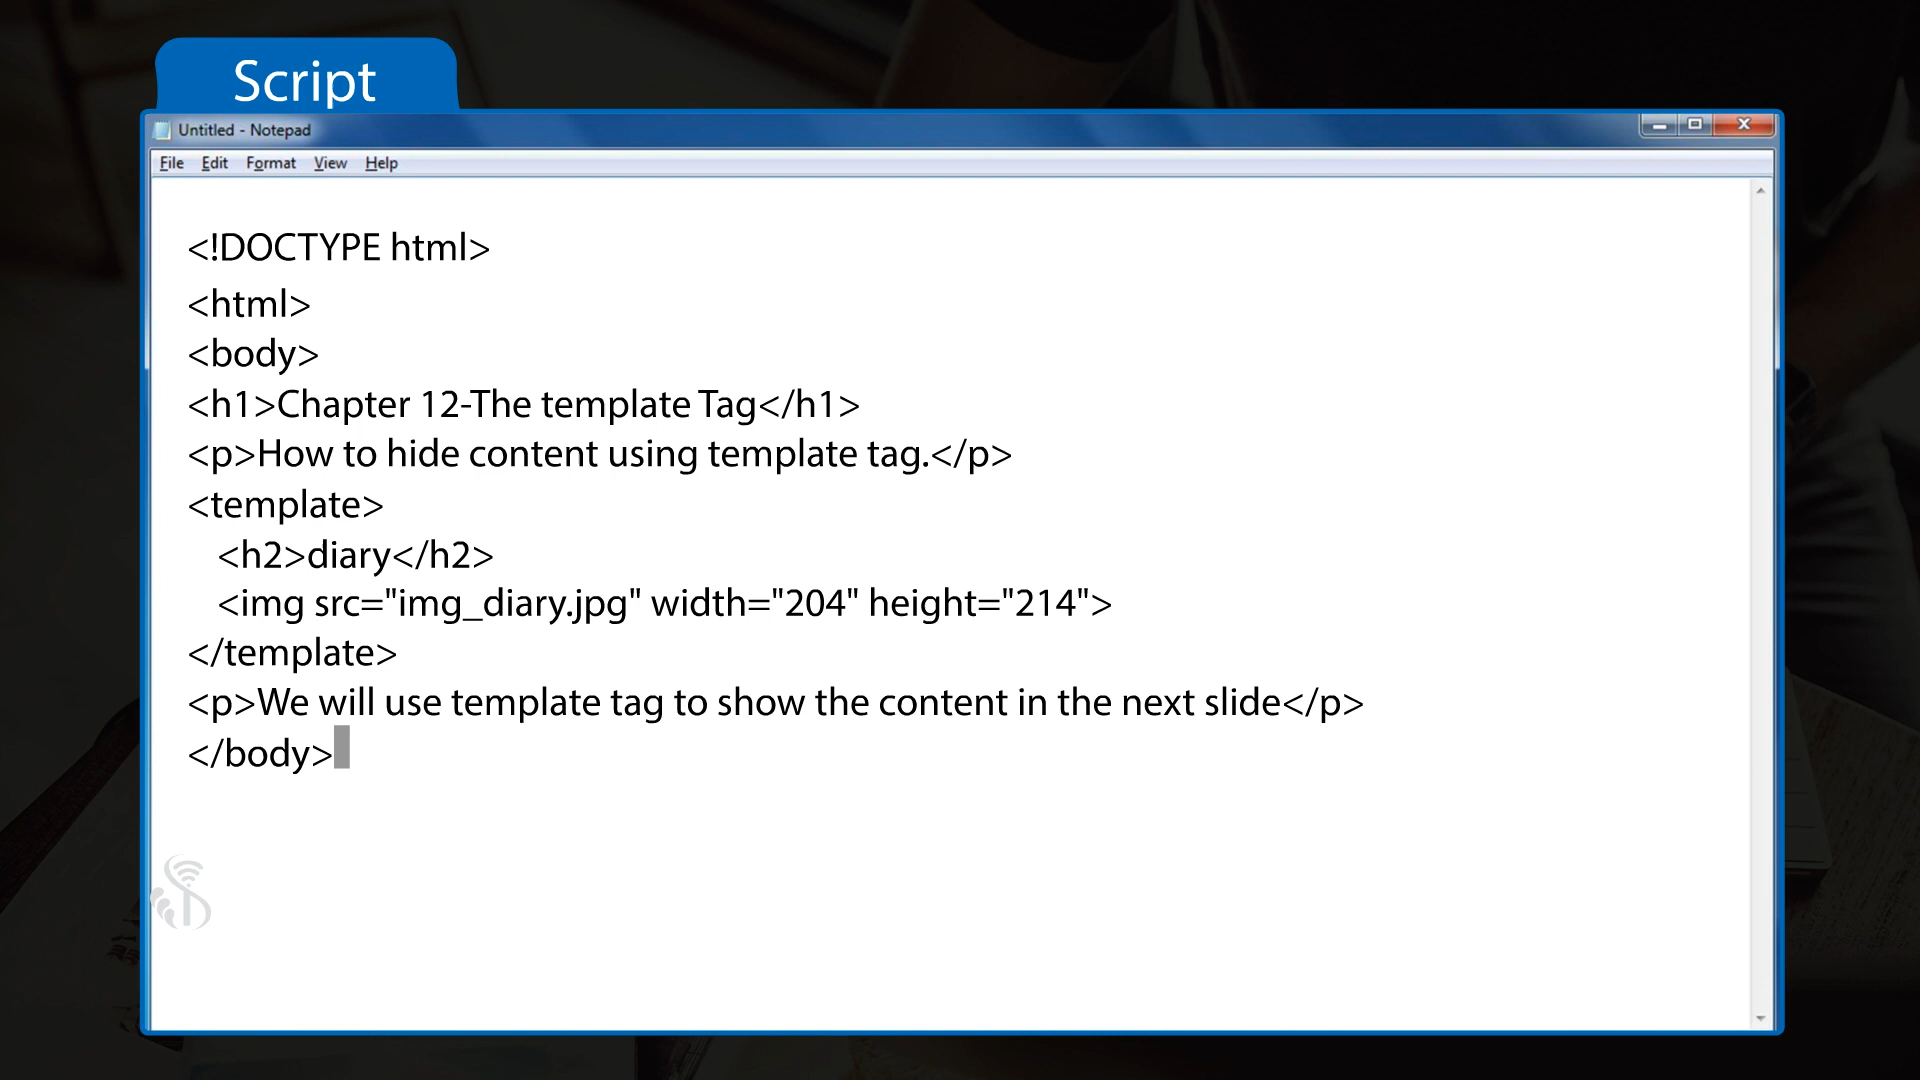 Script
Untitled - Notepad
File Edit Format View Help
<!DOCTYPE html>
<html>
<body>
<h1>Chapter 12-The template Tag</h1>
<p>How to hide content using template tag.</p>
<template>
<h2>diary</h2>
<img src="img_diary.jpg" width="204" height="214">
</template>
<p>We will use template tag to show the content in the next slide</p>
</body>